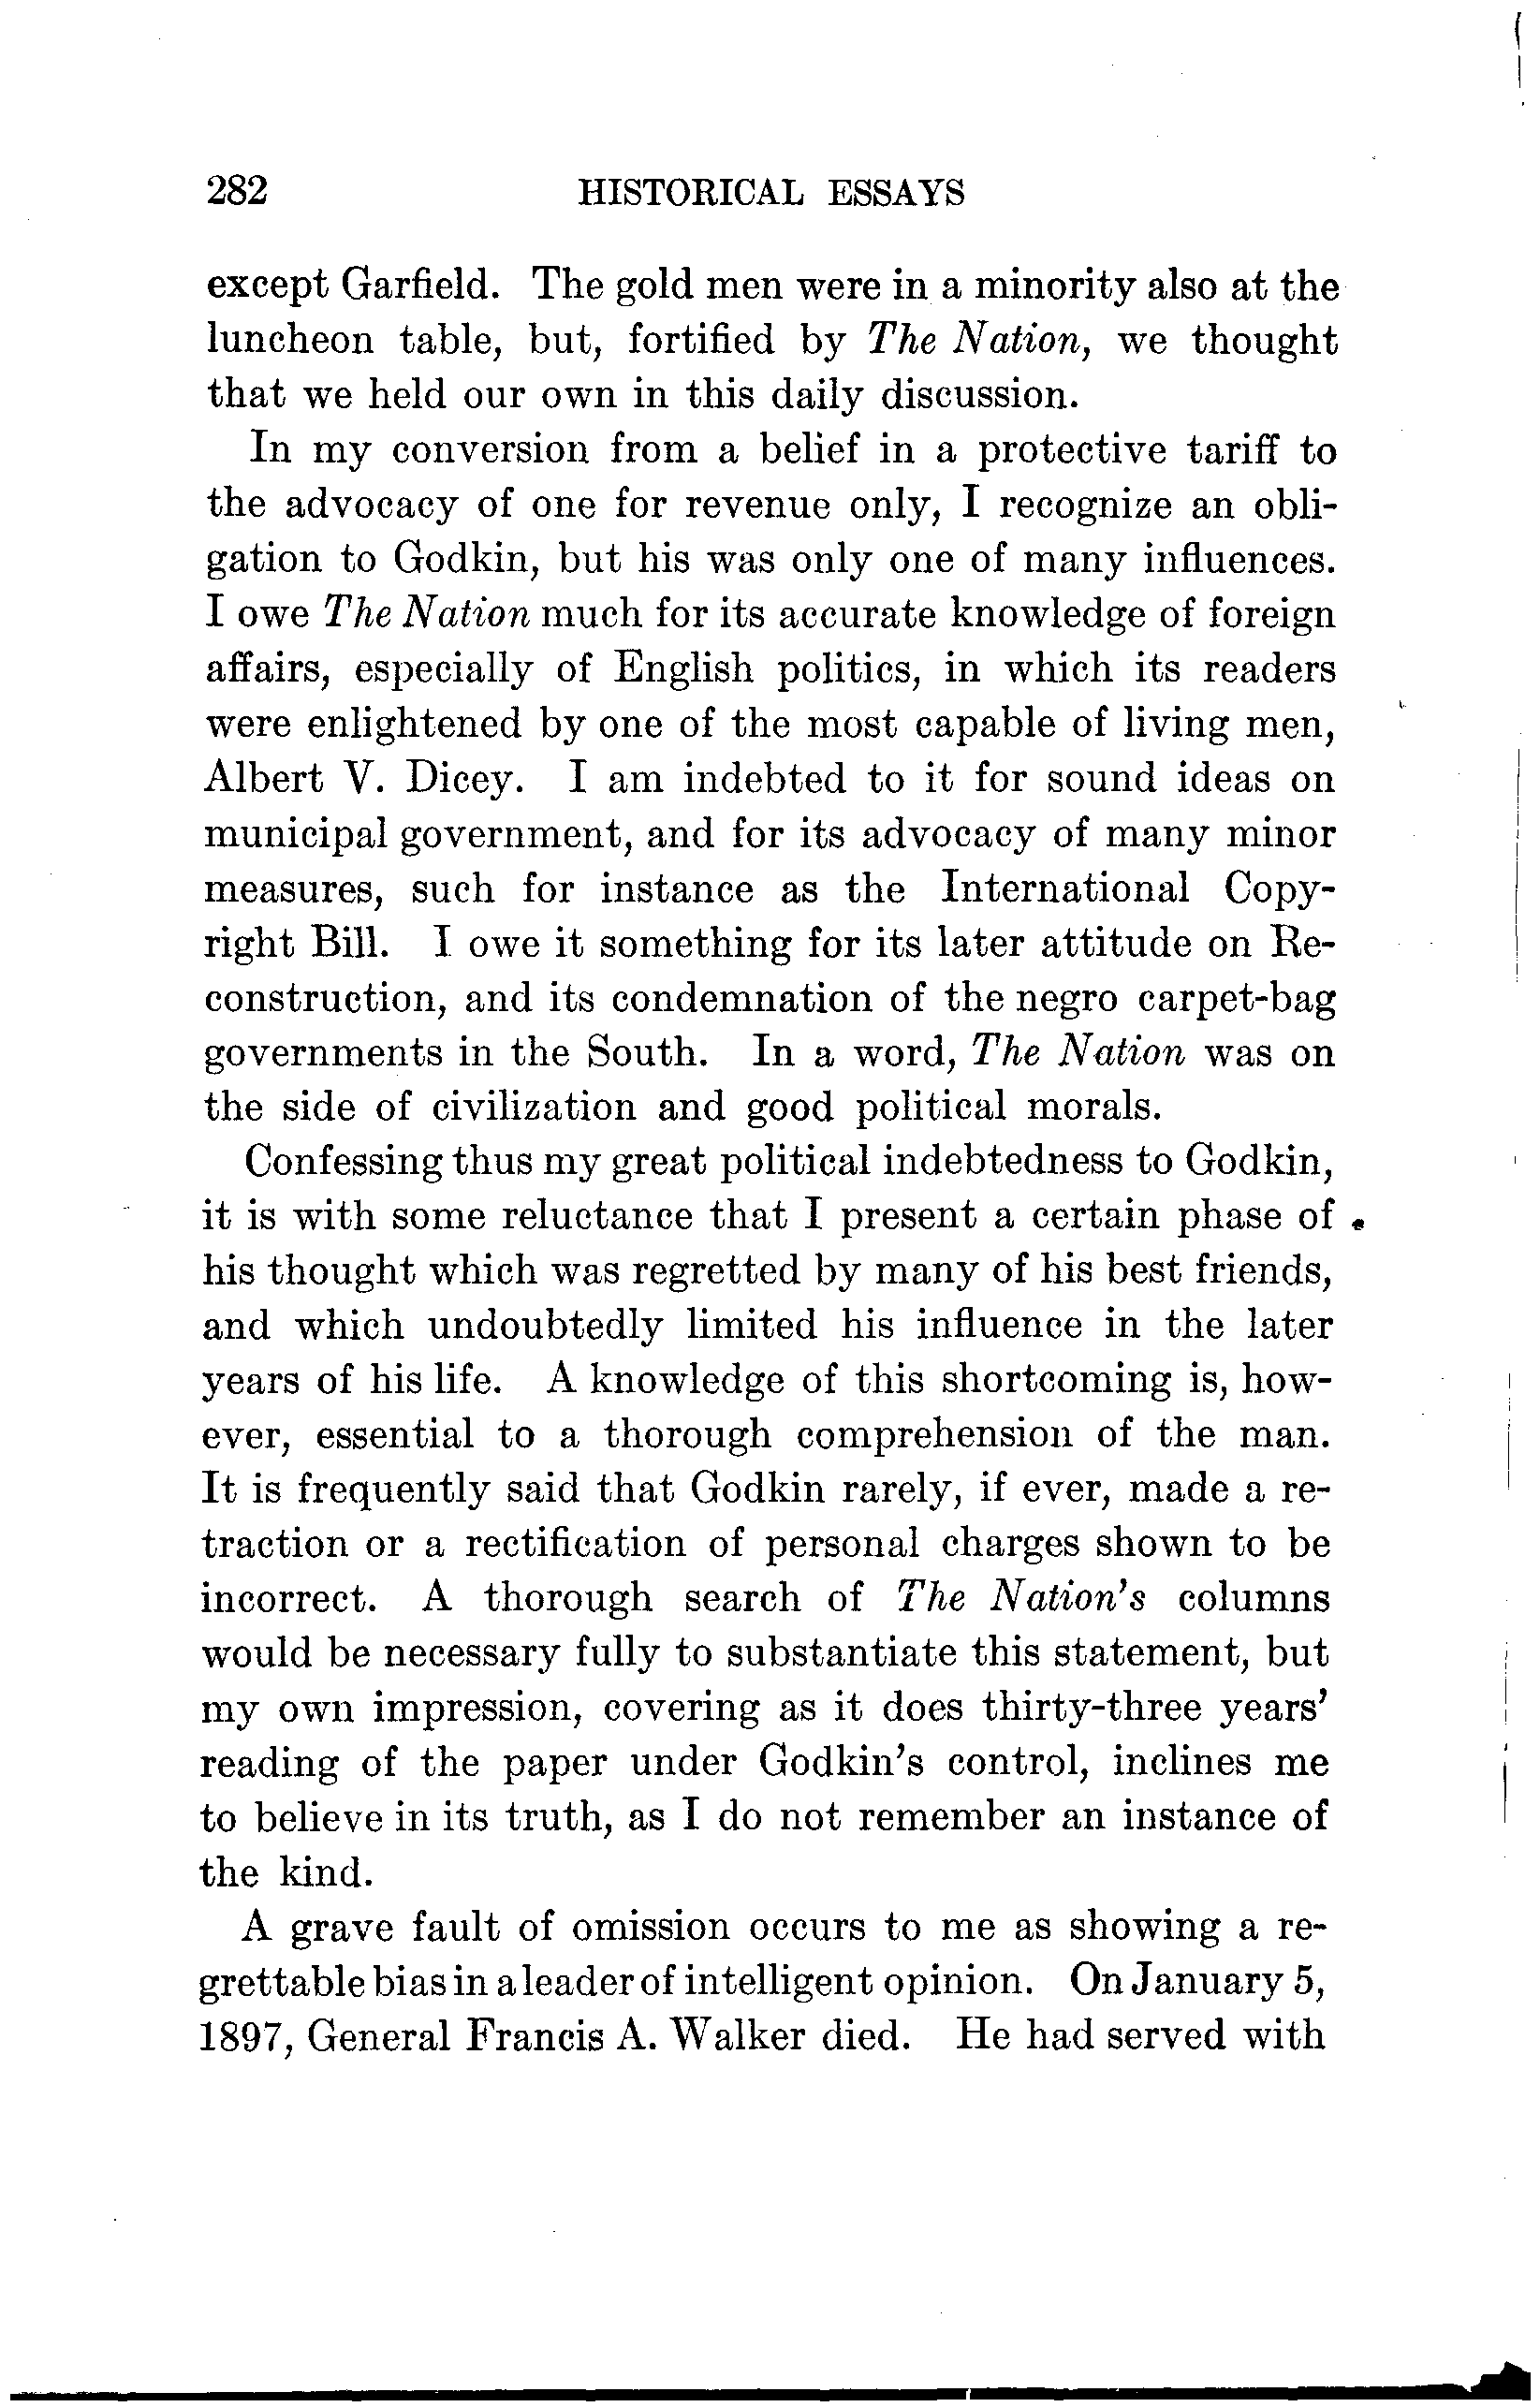 282 HISTORICAL ESSAYS
except Garfield. The gold men were in a minority also at the
luncheon table, but, fortified by The Nation, we thought
that we held our own in this daily discussion.
In my conversion from a belief in a protective tariff to
the advocacy of one for revenue only, I recognize an obli-
gation to Godkin, but his was only one of many influences.
I owe The Nation much for its accurate knowledge of foreign
affairs, especially of English politics, in which its readers
were enlightened by one of the most capable of living men,
Albert V. Dicey. I am indebted to it for sound ideas on
municipal government, and for its advocacy of many minor
measures, such for instance as the International Copy-
right Bill. I owe it something for its later attitude on Re-
construction, and its condemnation of the negro carpet-bag
governments in the South. In a word, The Nation was on
the side of civilization and good political morals.
Confessing thus my great political indebtedness to Godkin,
it is with some reluctance that I present a certain phase of
his thought which was regretted by many of his best friends,
and which undoubtedly limited his influence in the later
years of his life. A knowledge of this shortcoming is, how-
ever, essential to a thorough comprehension of the man.
It is frequently said that Godkin rarely, if ever, made a re-
traction or a rectification of personal charges shown to be
incorrect. A thorough search of The Nation's columns
would be necessary fully to substantiate this statement, but
my own impression, covering as it does thirty-three years'
reading of the paper under Godkin's control, inclines me
to believe in its truth, as I do not remember an instance of
the kind.
A grave fault of omission occurs to me as showing a re-
grettable bias in a leader of intelligent opinion. On January 5,
1897, General Francis A. Walker died. He had served with